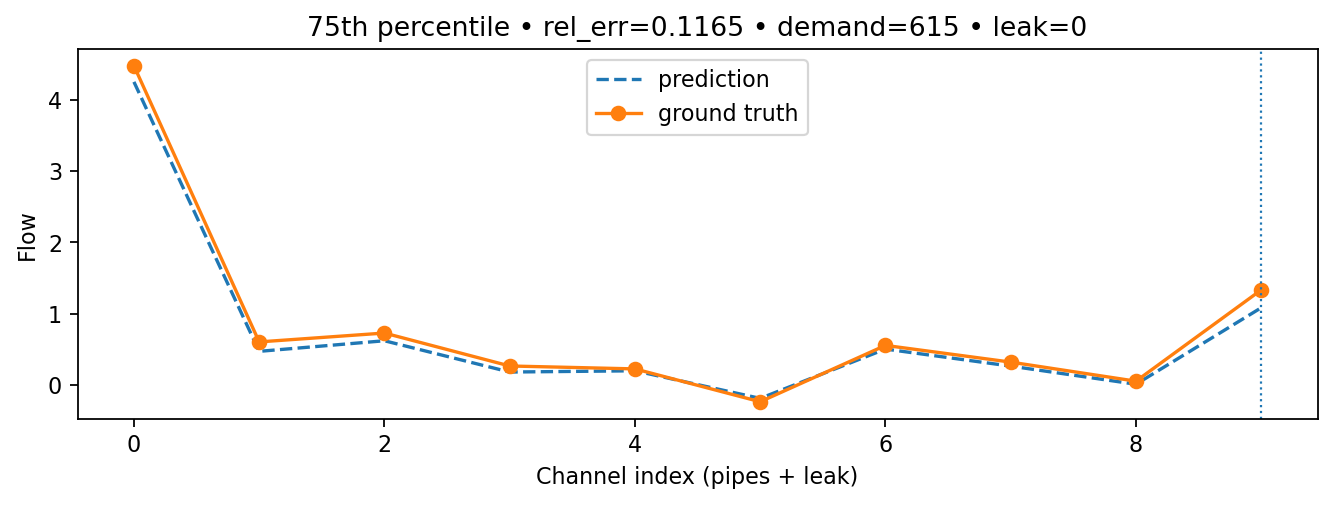 75th percentile • rel_err=0.1165 • demand=615 • leak=0
prediction
ground truth
4
3
2
1
0
Flow
0 2 4 6 8
Channel index (pipes + leak)